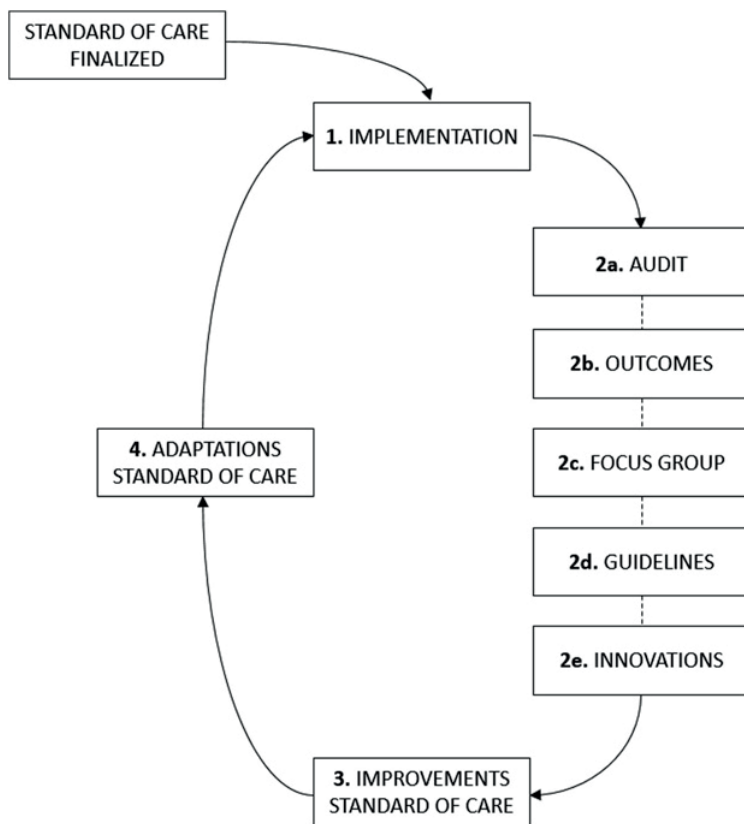 STANDARD OF CARE
FINALIZED
1. IMPLEMENTATION
2a. AUDIT
2b. OUTCOMES
2c. FOCUS GROUP
2d. GUIDELINES
2e. INNOVATIONS
3. IMPROVEMENTS
STANDARD OF CARE
4. ADAPTATIONS
STANDARD OF CARE